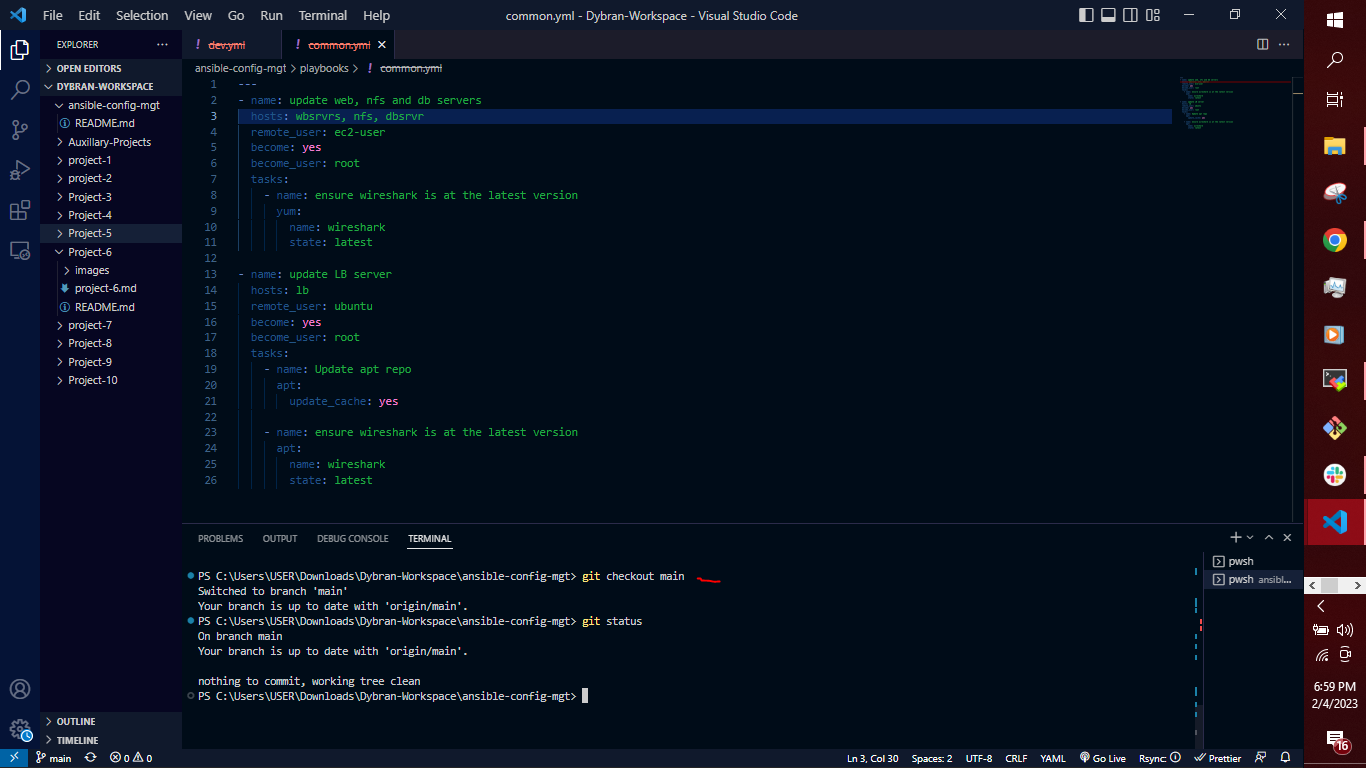 File Edit Selection View Go Run Terminal Help common.yml - Dybran-Workspace - Visual Studio Code
EXPLORER
OPEN EDITORS
DYBRAN-WORKSPACE
ansible-config-mgt
README.md
Auxillary-Projects
project-1
project-2
Project-3
Project-4
Project-5
Project-6
images
project-6.md
README.md
project-7
Project-8
Project-9
Project-10
OUTLINE
TIMELINE
! dev.yml ! common.yml
ansible-config-mgt > playbooks > ! common.yml
1 ---
2 - name: update web, nfs and db servers
3 hosts: wbsrvrs, nfs, dbsrvr
4 remote_user: ec2-user
5 become: yes
6 become_user: root
7 tasks:
8 - name: ensure wireshark is at the latest version
9 yum:
10 name: wireshark
11 state: latest
12
13 - name: update LB server
14 hosts: lb
15 remote_user: ubuntu
16 become: yes
17 become_user: root
18 tasks:
19 - name: Update apt repo
20 apt:
21 update_cache: yes
22
23 - name: ensure wireshark is at the latest version
24 apt:
25 name: wireshark
26 state: latest
PROBLEMS OUTPUT DEBUG CONSOLE TERMINAL
PS C:\Users\USER\Downloads\Dybran-Workspace\ansible-config-mgt> git checkout main
Switched to branch 'main'
Your branch is up to date with 'origin/main'.
PS C:\Users\USER\Downloads\Dybran-Workspace\ansible-config-mgt> git status
On branch main
Your branch is up to date with 'origin/main'.
nothing to commit, working tree clean
PS C:\Users\USER\Downloads\Dybran-Workspace\ansible-config-mgt>
pwsh
pwsh ansibl...
main 0 0 Ln 3, Col 30 Spaces: 2 UTF-8 CRLF YAML Go Live Rsync: Prettier
6:59 PM
2/4/2023
16